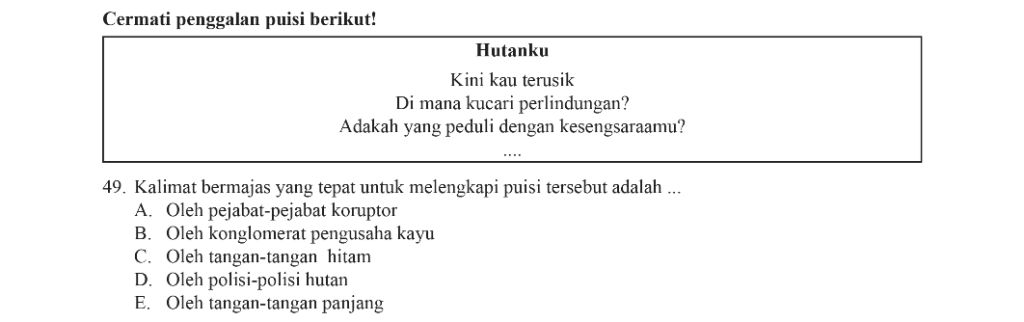 Cermati penggalan puisi berikut!
Hutanku
Kini kau terusik
Di mana kucari perlindungan?
Adakah yang peduli dengan kesengsaraamu?
....
49. Kalimat bermajas yang tepat untuk melengkapi puisi tersebut adalah ...
A. Oleh pejabat-pejabat koruptor
B. Oleh konglomerat pengusaha kayu
C. Oleh tangan-tangan hitam
D. Oleh polisi-polisi hutan
E. Oleh tangan-tangan panjang